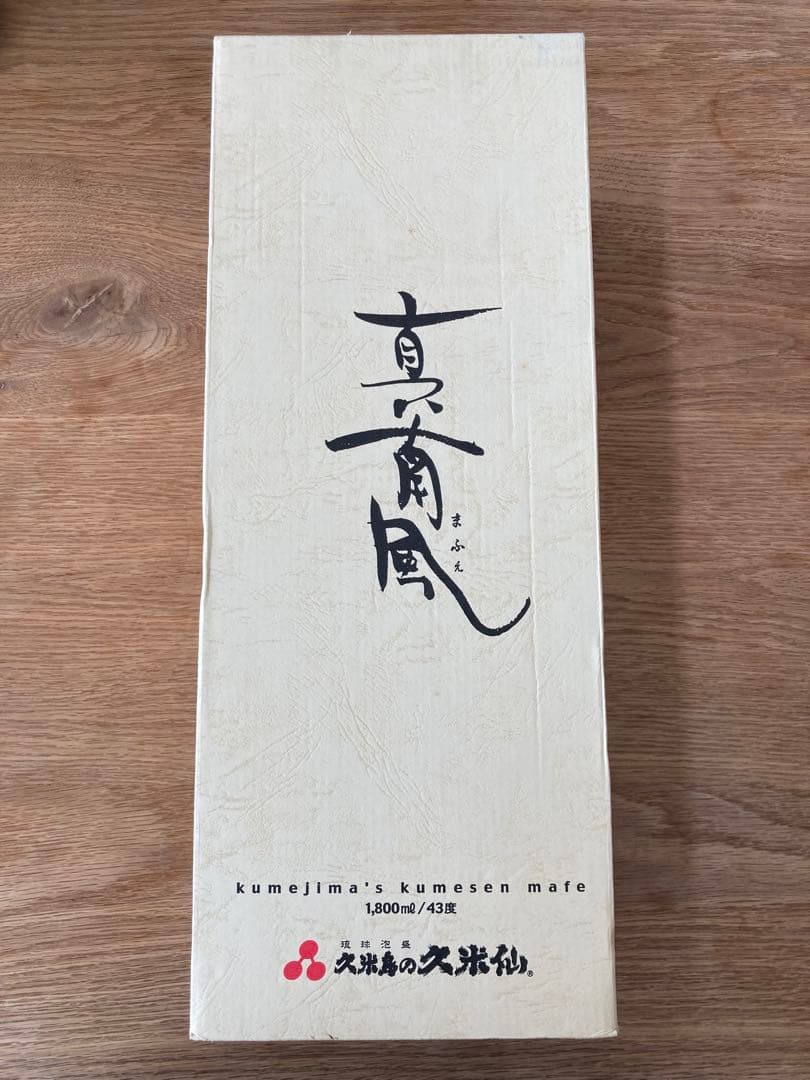 真南風
まふぇ
kumejima's kumesen mafe
1,800㎖/43度
琉球泡盛
久米島の久米仙®